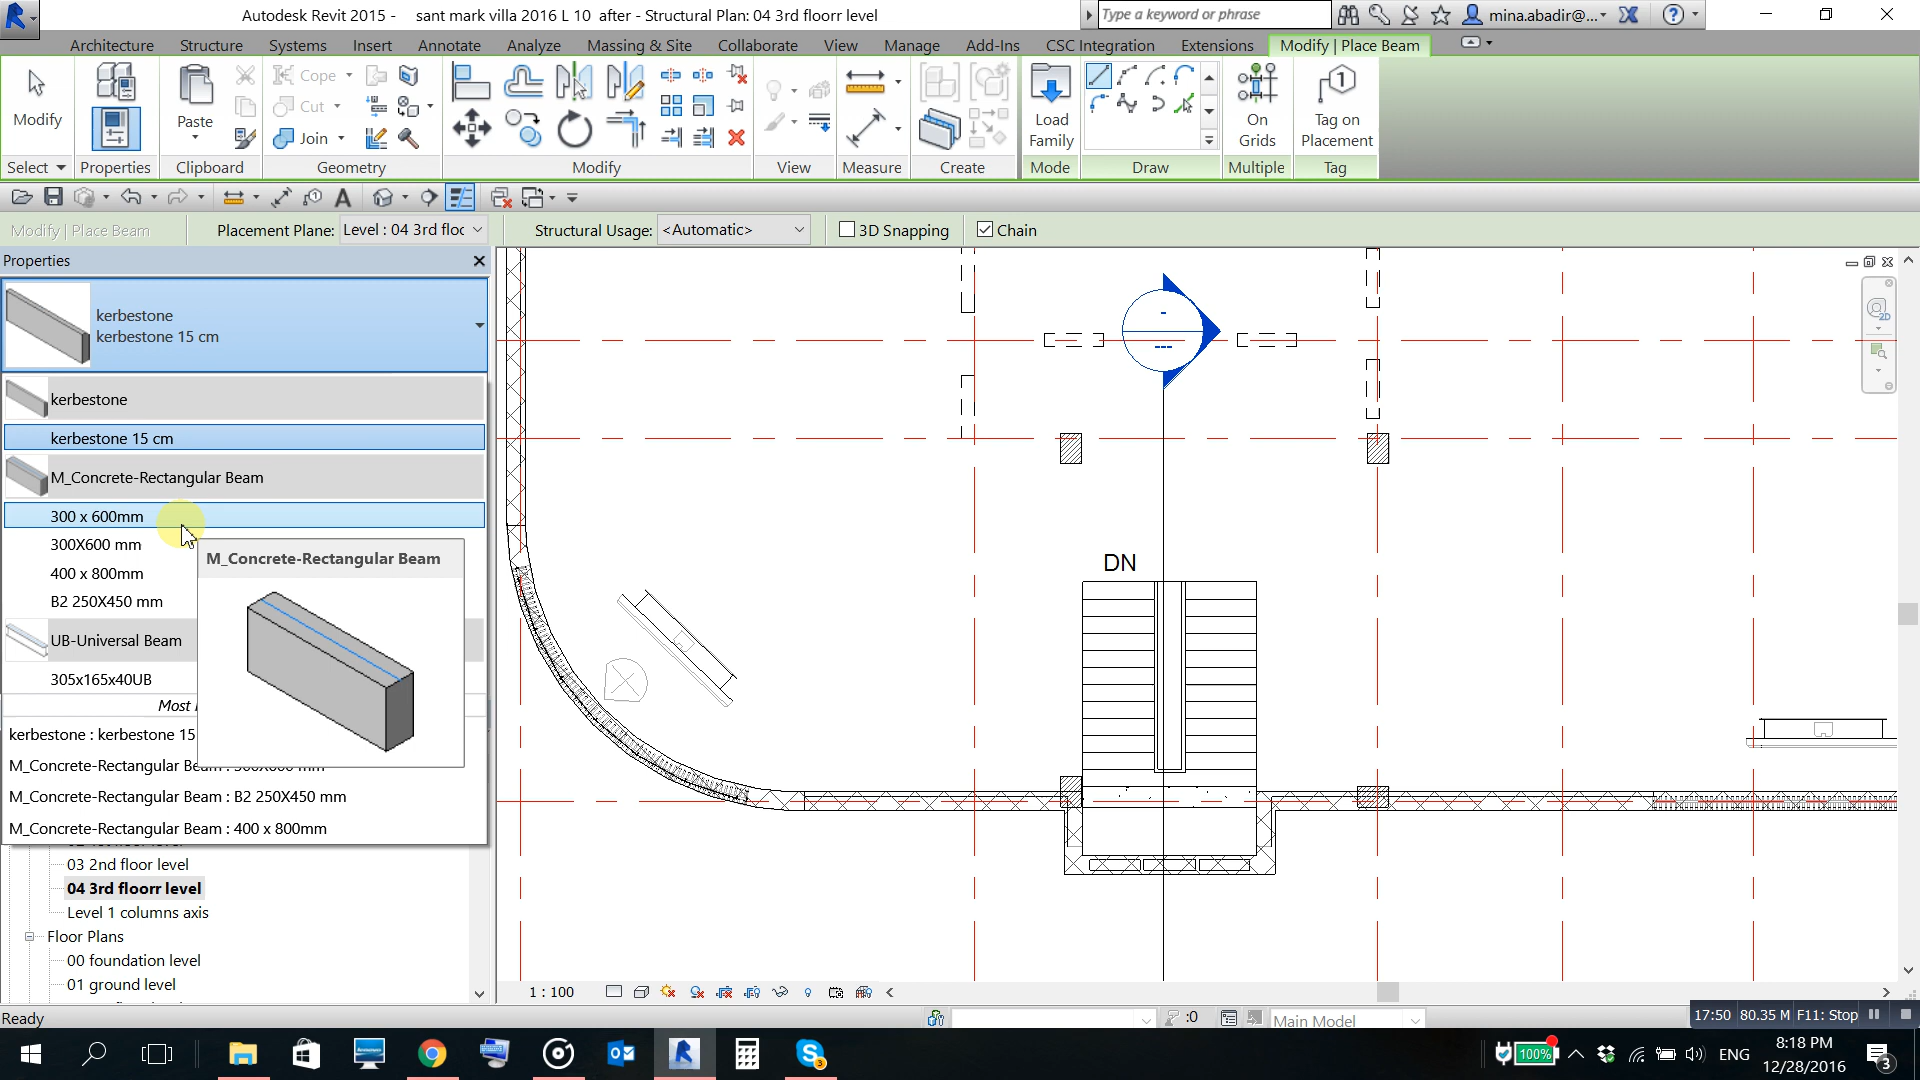 Autodesk Revit 2015 - sant mark villa 2016 L 10 after - Structural Plan: 04 3rd floorr level
Type a keyword or phrase
mina.abadir@...
Architecture Structure Systems Insert Annotate Analyze Massing & Site Collaborate View Manage Add-Ins CSC Integration Extensions Modify | Place Beam
Modify
Paste
Cope
Cut
Join
Load
Family
On
Grids
Tag on
Placement
Select Properties Clipboard Geometry Modify View Measure Create Mode Draw Multiple Tag
Modify | Place Beam
Placement Plane: Level : 04 3rd floc
Structural Usage: <Automatic>
3D Snapping
Chain
Properties
kerbestone
kerbestone 15 cm
kerbestone
kerbestone 15 cm
M_Concrete-Rectangular Beam
300 x 600mm
300X600 mm
400 x 800mm
B2 250X450 mm
UB-Universal Beam
305x165x40UB
Most
M_Concrete-Rectangular Beam
kerbestone : kerbestone 15
M_Concrete-Rectangular Beam : 300X600 mm
M_Concrete-Rectangular Beam : B2 250X450 mm
M_Concrete-Rectangular Beam : 400 x 800mm
03 2nd floor level
04 3rd floorr level
Level 1 columns axis
Floor Plans
00 foundation level
01 ground level
DN
1 : 100
Ready
:0
Main Model
17:50 80.35 M F11: Stop
100%
ENG
8:18 PM
12/28/2016
3